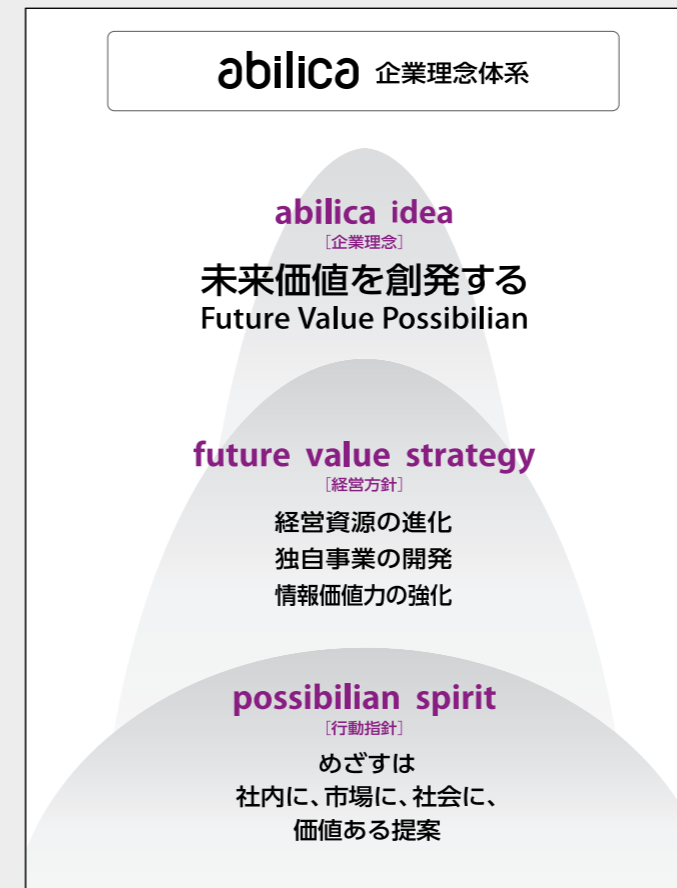 abilica 企業理念体系
abilica idea
[企業理念]
未来価値を創発する
Future Value Possibilian
future value strategy
[経営方針]
経営資源の進化
独自事業の開発
情報価値力の強化
possibilian spirit
[行動指針]
めざすは
社内に、市場に、社会に、
価値ある提案